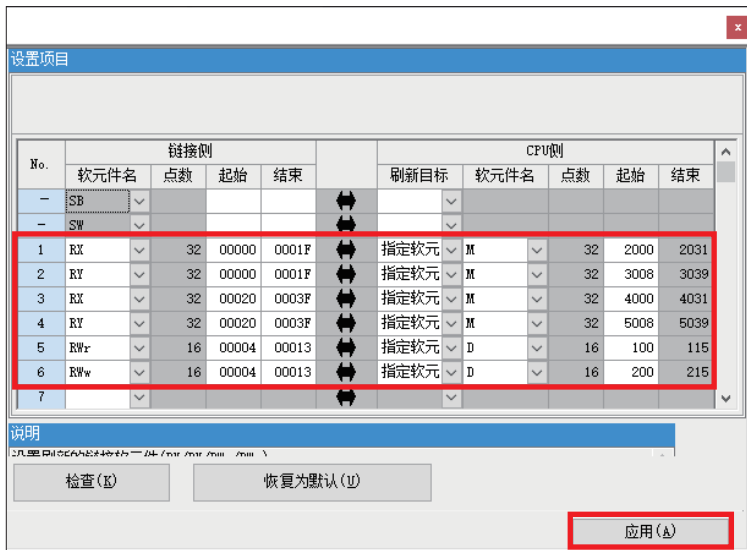 x
设置项目
No. 链接侧 CPU侧
软元件名 点数 起始 结束 刷新目标 软元件名 点数 起始 结束
- SB
- SW
1 RX 32 00000 0001F 指定软元 M 32 2000 2031
2 RY 32 00000 0001F 指定软元 M 32 3008 3039
3 RX 32 00020 0003F 指定软元 M 32 4000 4031
4 RY 32 00020 0003F 指定软元 M 32 5008 5039
5 RWr 16 00004 00013 指定软元 D 16 100 115
6 RWw 16 00004 00013 指定软元 D 16 200 215
7
说明
检查(K) 恢复为默认(U)
应用(A)